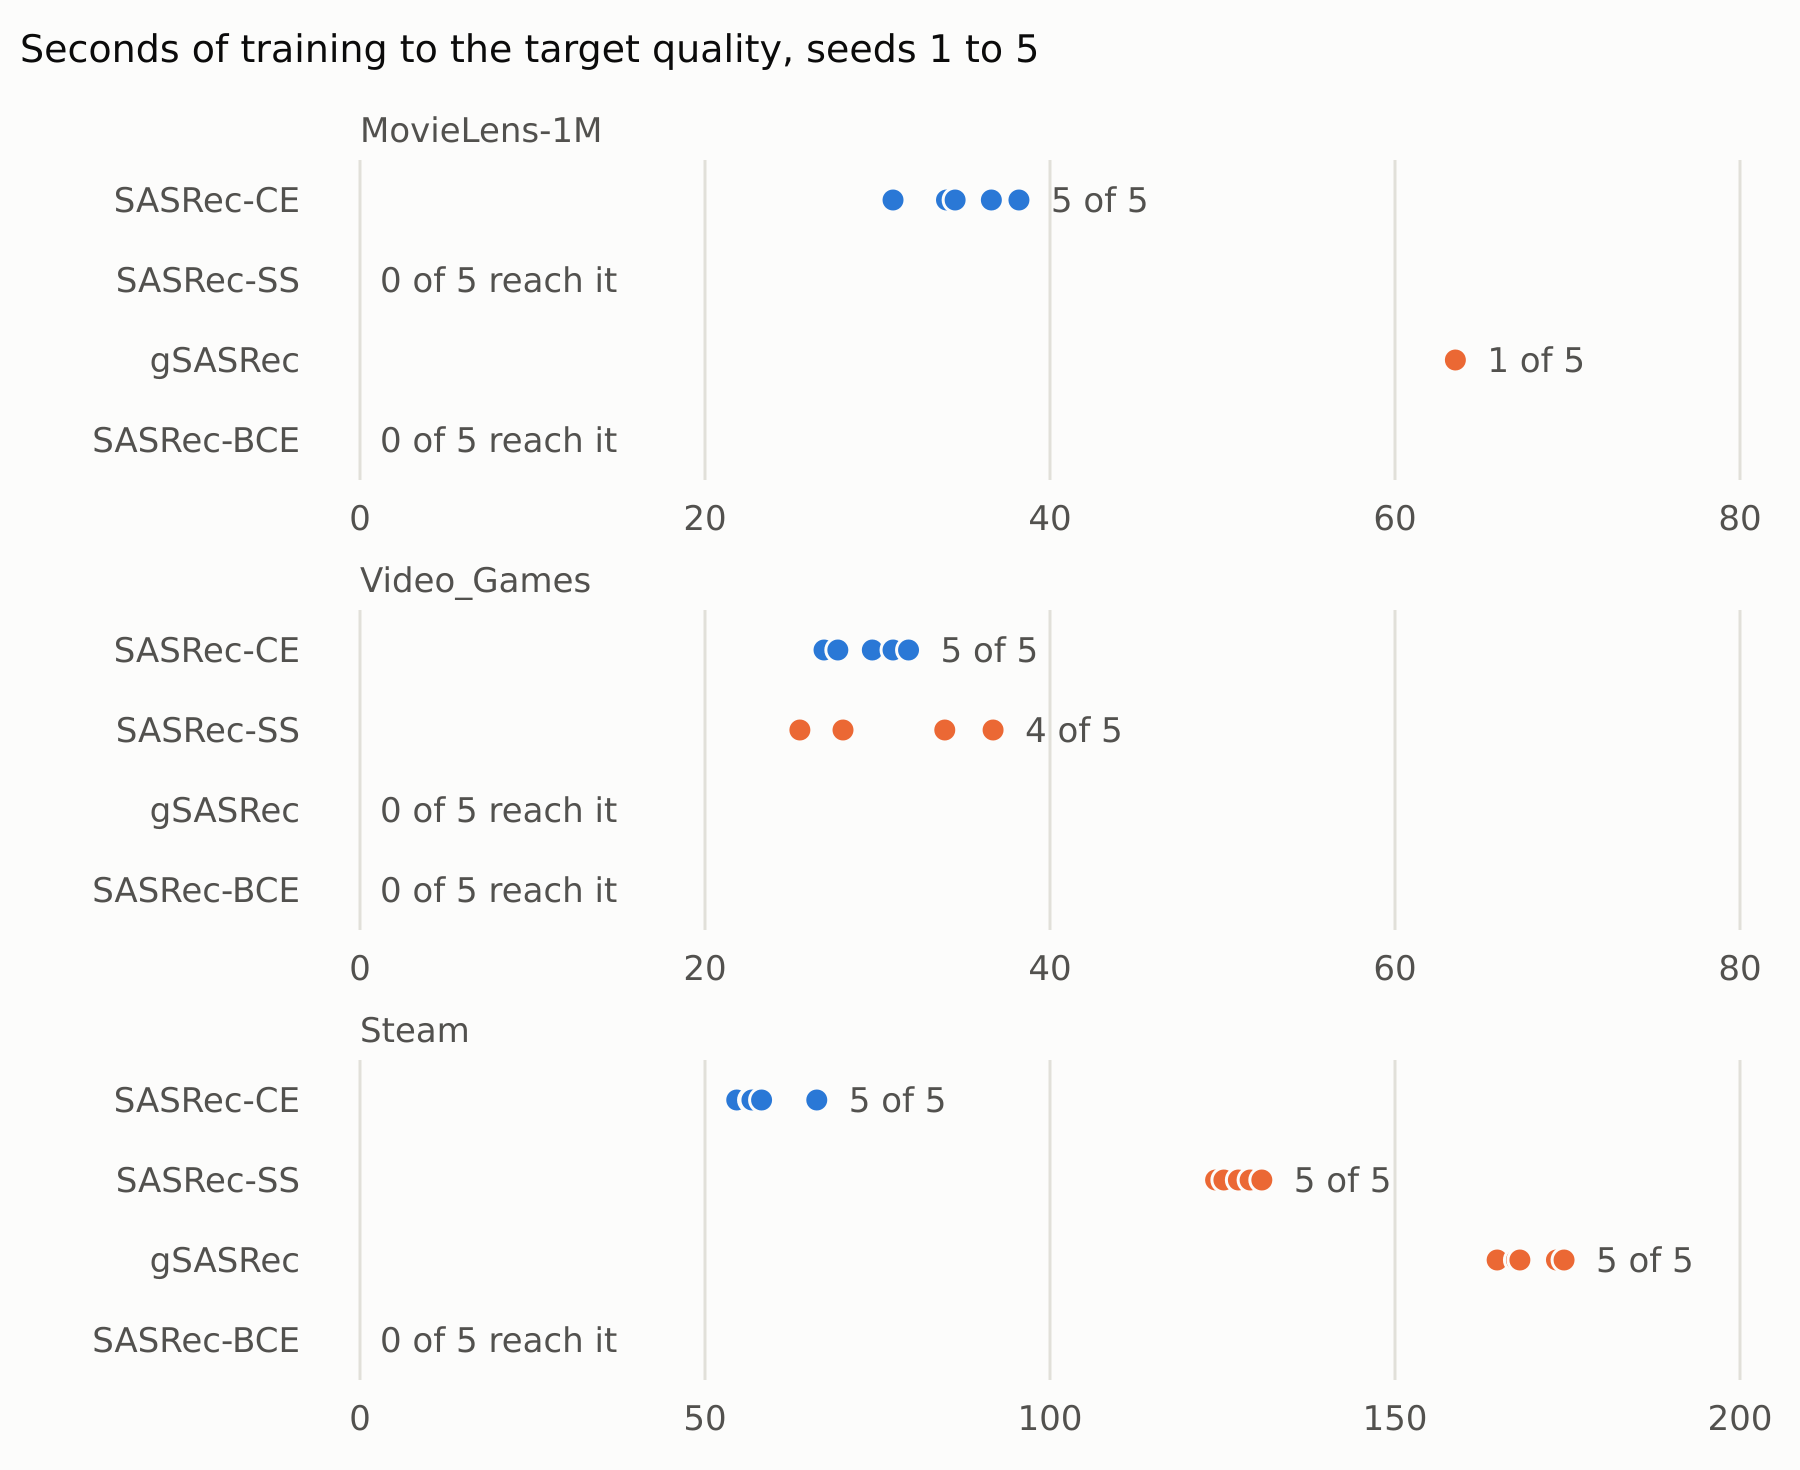 Seconds of training to the target quality, seeds 1 to 5
MovieLens-1M
SASRec-CE 5 of 5
SASRec-SS 0 of 5 reach it
gSASRec 1 of 5
SASRec-BCE 0 of 5 reach it
0 20 40 60 80
Video_Games
SASRec-CE 5 of 5
SASRec-SS 4 of 5
gSASRec 0 of 5 reach it
SASRec-BCE 0 of 5 reach it
0 20 40 60 80
Steam
SASRec-CE 5 of 5
SASRec-SS 5 of 5
gSASRec 5 of 5
SASRec-BCE 0 of 5 reach it
0 50 100 150 200